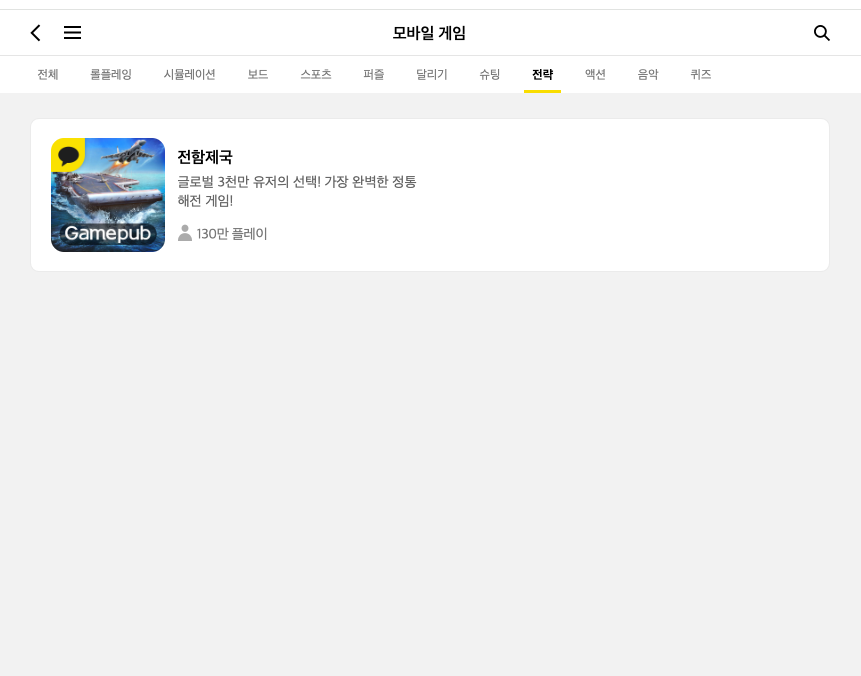 모바일 게임
전체 롤플레잉 시뮬레이션 보드 스포츠 퍼즐 달리기 슈팅 전략 액션 음악 퀴즈
Gamepub
전함제국
글로벌 3천만 유저의 선택! 가장 완벽한 정통
해전 게임!
130만 플레이